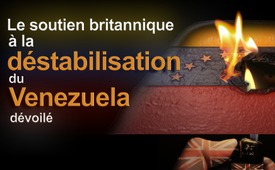 Le soutien britannique
à la
déstabilisation
du
Venezuela
dévoilé